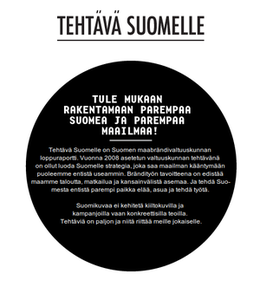 TEHTÄVÄ SUOMELLE
TULE MUKAAN
RAKENTAMAAN PAREMPAA
SUOMEA JA PAREMPAA
MAAILMAA!
Tehtävä Suomelle on Suomen maabrändivaltuuskunnan
loppuraportti. Vuonna 2008 asetetun valtuuskunnan tehtävänä
on ollut luoda Suomelle strategia, joka saa maailman kääntymään
puoleemme entistä useammin. Brändityön tavoitteena on edistää
maamme taloutta, matkailua ja kansainvälistä asemaa. Ja tehdä Suo-
mesta entistä parempi paikka elää, asua ja tehdä työtä.
Suomikuvaa ei kehitetä kiiltokuvilla ja
kampanjoilla vaan konkreettisilla teoilla.
Tehtäviä on paljon ja niitä riittää meille jokaiselle.